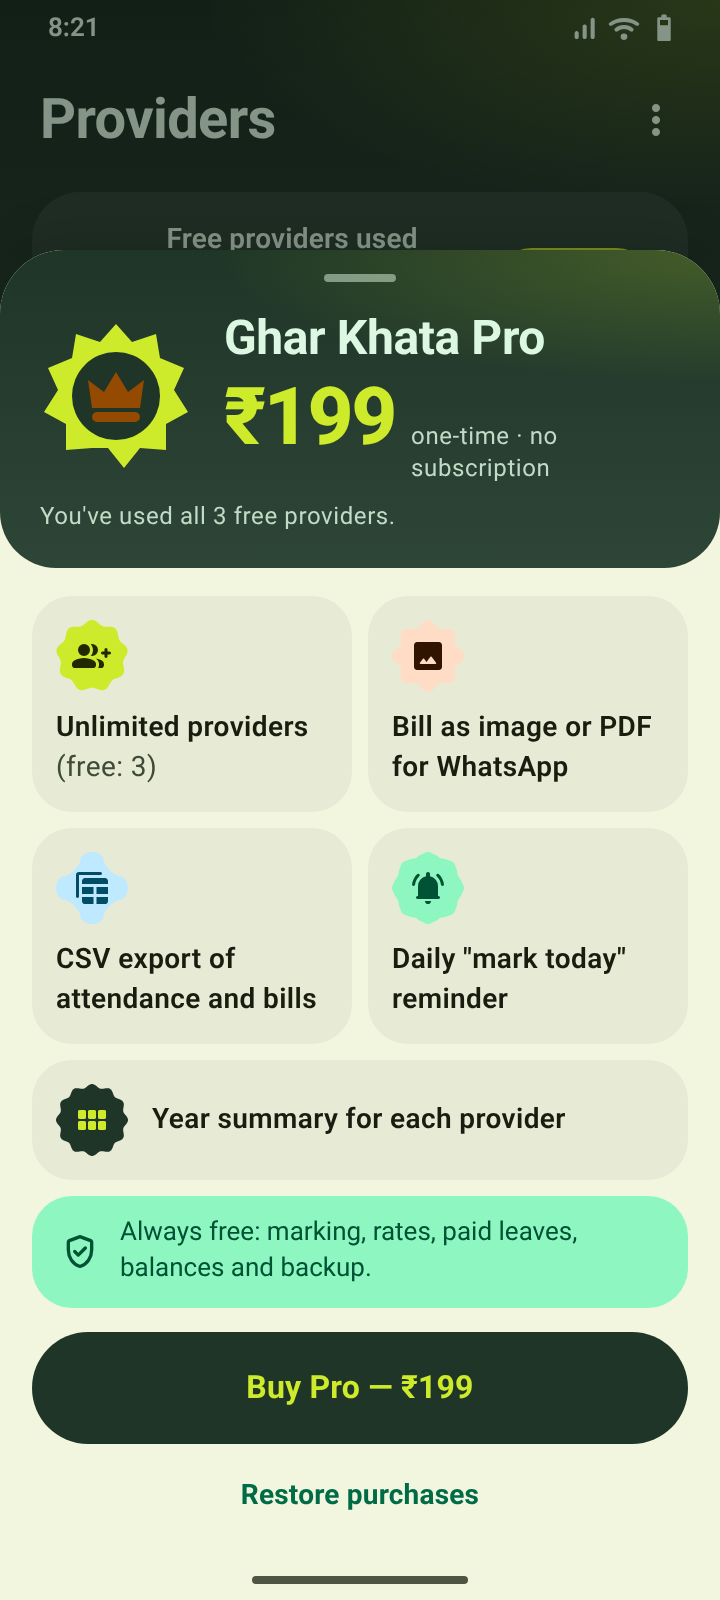 8:21
Providers
Free providers used
Ghar Khata Pro
₹199
one-time · no
subscription
You've used all 3 free providers.
Unlimited providers
(free: 3)
Bill as image or PDF
for WhatsApp
CSV export of
attendance and bills
Daily "mark today"
reminder
Year summary for each provider
Always free: marking, rates, paid leaves,
balances and backup.
Buy Pro — ₹199
Restore purchases